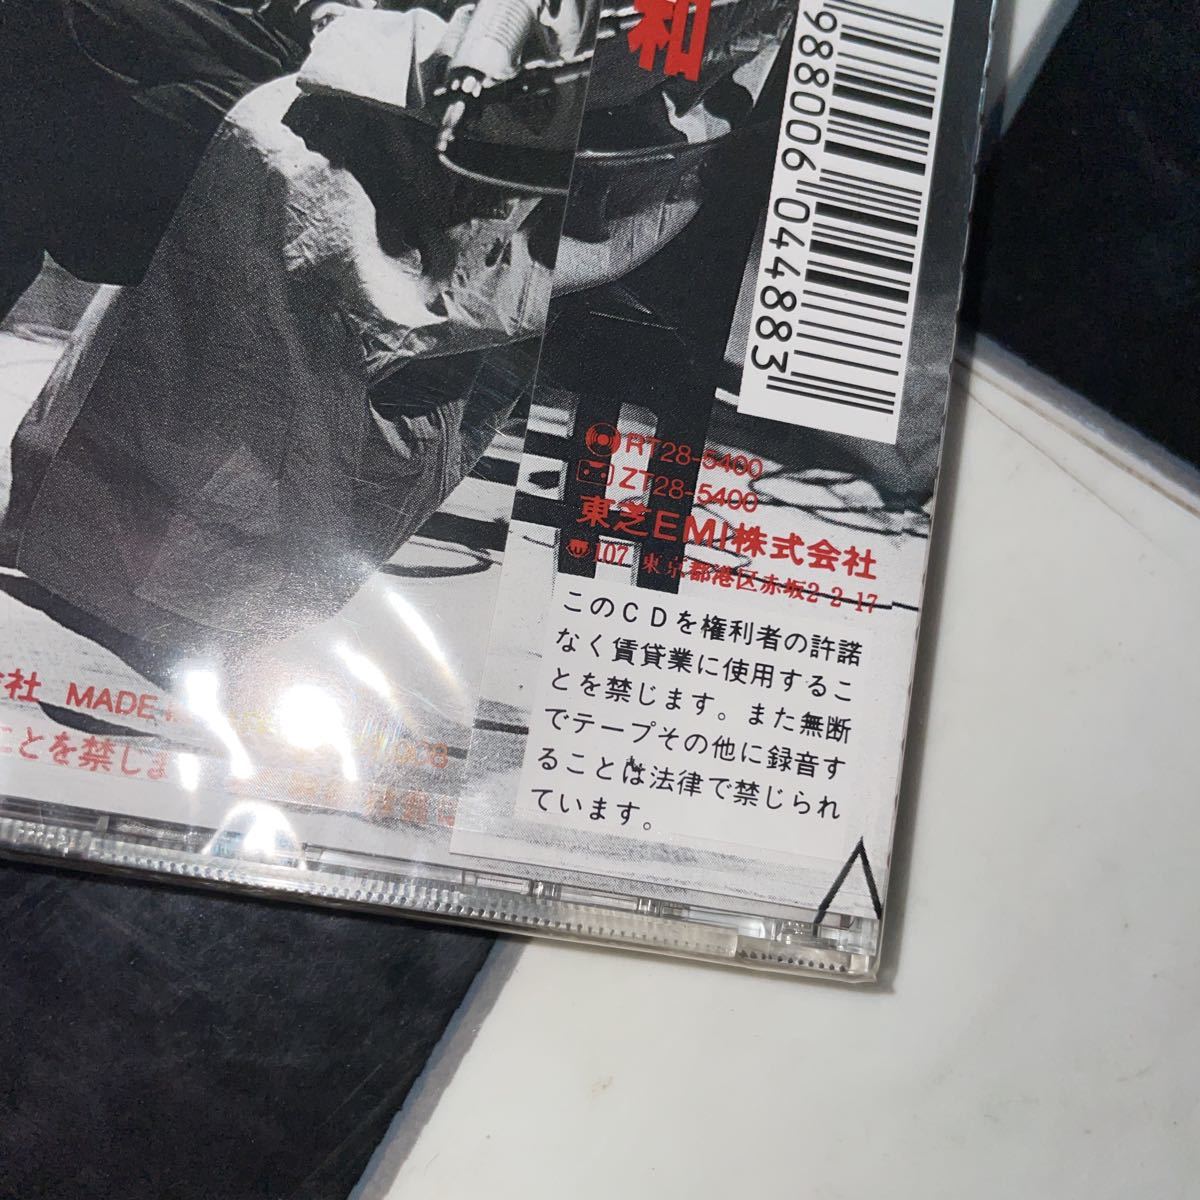 和
988006 044883
RT28-5400
ZT28-5400
東芝EMI株式会社
〒107 東京都港区赤坂2-2-17
このCDを権利者の許諾
なく賃貸業に使用するこ
とを禁じます。また無断
でテープその他に録音す
ることは法律で禁じられ
ています。
社 MADE
ことを禁じま